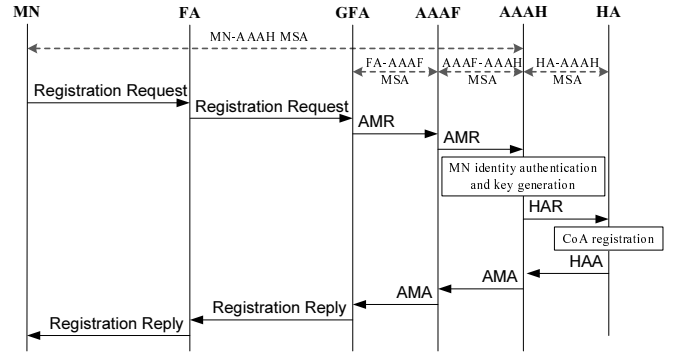 MN FA GFA AAAF AAAH HA
MN-AAAH MSA
FA-AAAF AAAF-AAAH HA-AAAH
MSA MSA MSA
Registration Request
Registration Request
AMR
AMR
MN identity authentication
and key generation
HAR
CoA registration
HAA
AMA
AMA
Registration Reply
Registration Reply